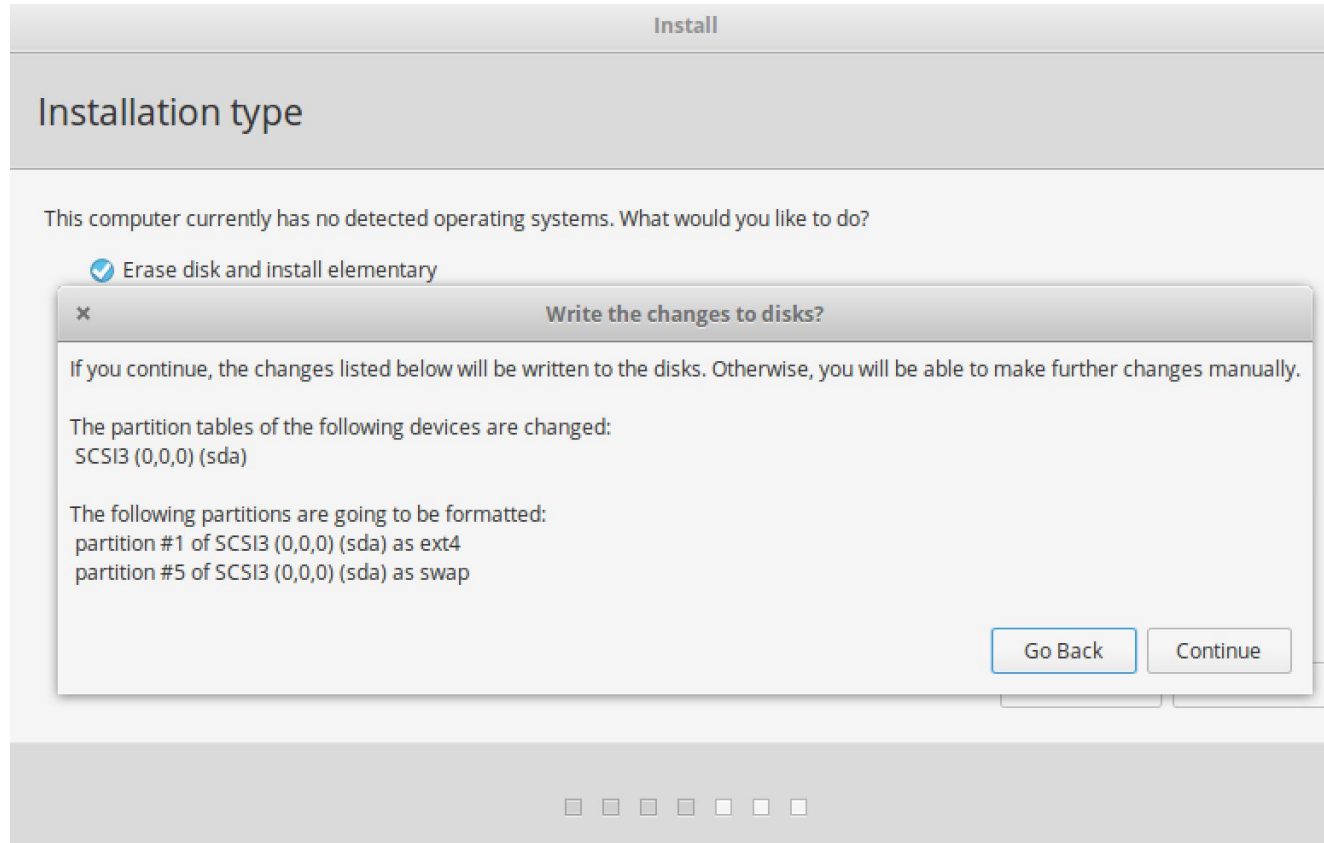 Install
Installation type
This computer currently has no detected operating systems. What would you like to do?
Erase disk and install elementary
Write the changes to disks?
If you continue, the changes listed below will be written to the disks. Otherwise, you will be able to make further changes manually.
The partition tables of the following devices are changed:
SCSI3 (0,0,0) (sda)
The following partitions are going to be formatted:
partition #1 of SCSI3 (0,0,0) (sda) as ext4
partition #5 of SCSI3 (0,0,0) (sda) as swap
Go Back Continue